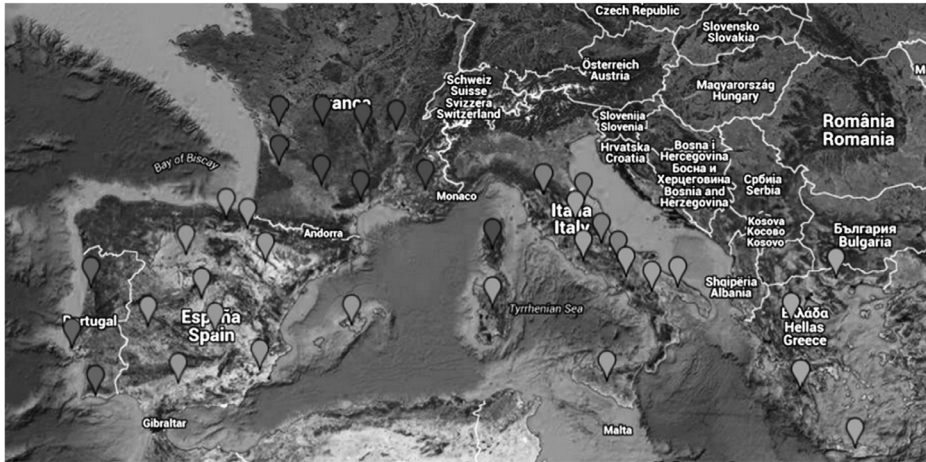 Czech Republic
Slovensko
Slovakia
Österreich
Austria
Schweiz
Suisse
Svizzera
Switzerland
Magyarország
Hungary
France
Slovenija
Slovenia
România
Romania
Hrvatska
Croatia
Bosna i
Hercegovina
Босна и
Херцеговина
Bosnia and
Herzegovina
Bay of Biscay
Србија
Serbia
Monaco
Italia
Italy
Andorra
Kosova
Косово
Kosovo
България
Bulgaria
Shqipëria
Albania
Tyrrhenian Sea
Portugal
España
Spain
Ελλάδα
Hellas
Greece
Gibraltar
Malta